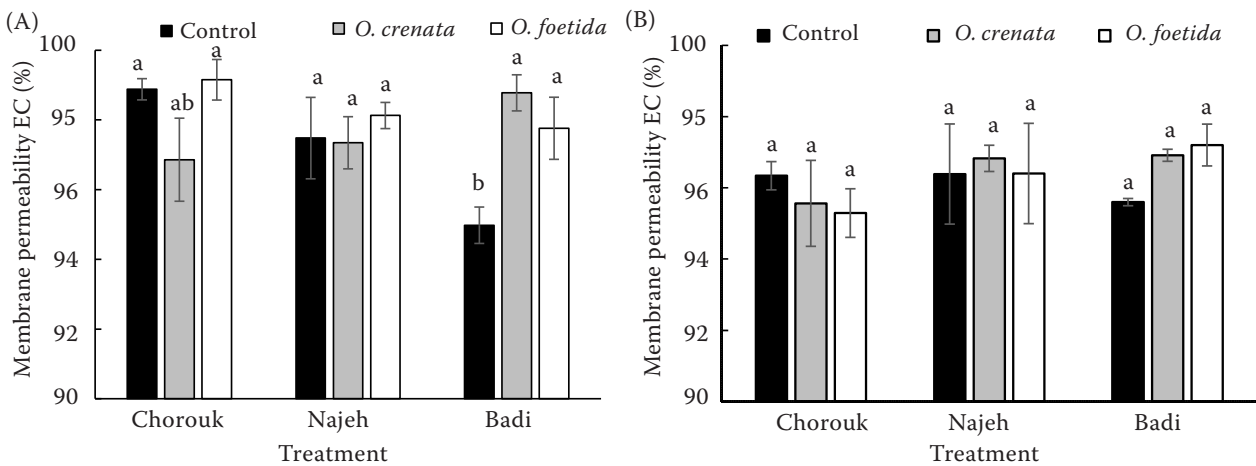 (A)
Control
O. crenata
O. foetida
Membrane permeability EC (%)
100
95
96
94
92
90
a
ab
a
a
a
a
b
a
a
Chorouk
Najeh
Badi
Treatment
(B)
Control
O. crenata
O. foetida
Membrane permeability EC (%)
100
95
96
94
92
90
a
a
a
a
a
a
a
a
a
Chorouk
Najeh
Badi
Treatment